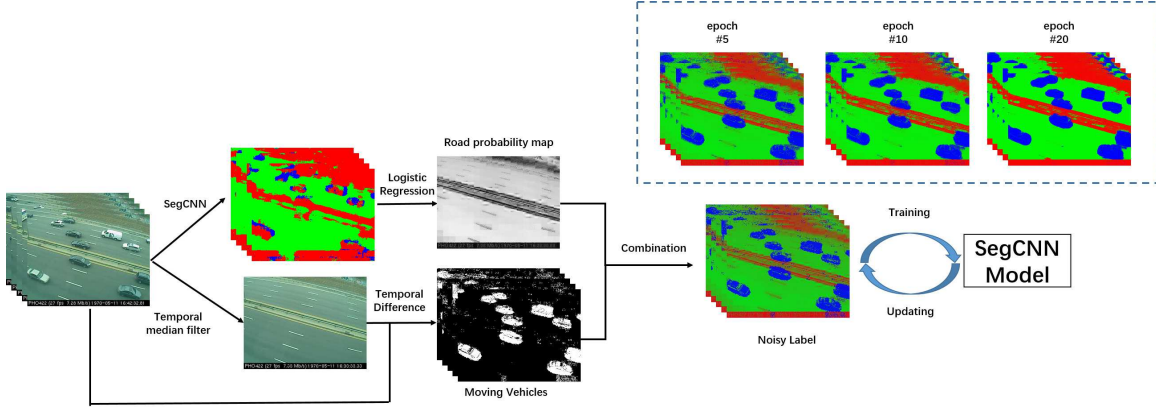 epoch
#5
epoch
#10
epoch
#20
Road probability map
SegCNN
Logistic
Regression
Temporal
median filter
Temporal
Difference
Moving Vehicles
Combination
Noisy Label
Training
Updating
SegCNN
Model